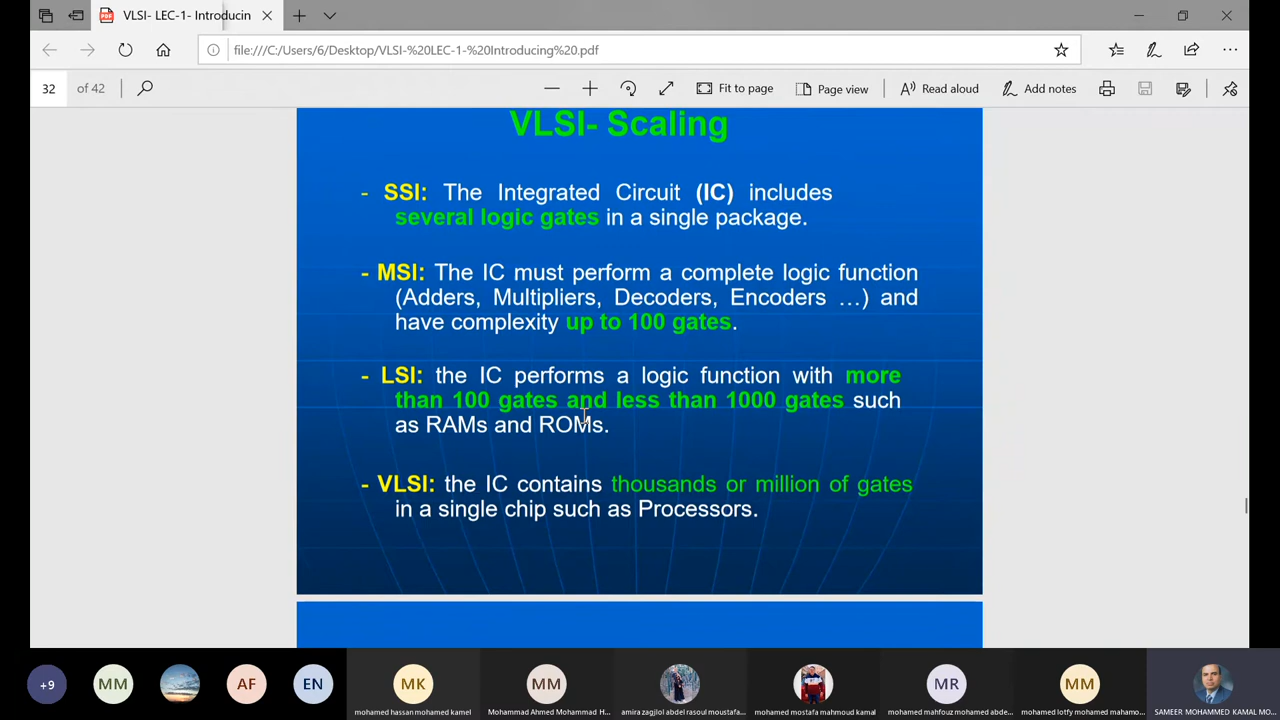 VLSI- LEC-1- Introducin
file:///C:/Users/6/Desktop/VLSI-%20LEC-1-%20Introducing%20.pdf
32 of 42
Fit to page
Page view
Read aloud
Add notes
VLSI- Scaling
- SSI: The Integrated Circuit (IC) includes
several logic gates in a single package.
- MSI: The IC must perform a complete logic function
(Adders, Multipliers, Decoders, Encoders …) and
have complexity up to 100 gates.
- LSI: the IC performs a logic function with more
than 100 gates and less than 1000 gates such
as RAMs and ROMs.
- VLSI: the IC contains thousands or million of gates
in a single chip such as Processors.
+9
MM
AF
EN
MK
MM
MR
MM
mohamed hassan mohamed kamel
Mohammad Ahmed Mohammad H...
amira zagjlol abdel rasoul moustafa...
mohamed mostafa mahmoud kamal
mohamed mahfouz mohamed abde...
mohamed lotfy mohamed mahamo...
SAMEER MOHAMMED KAMAL MO...